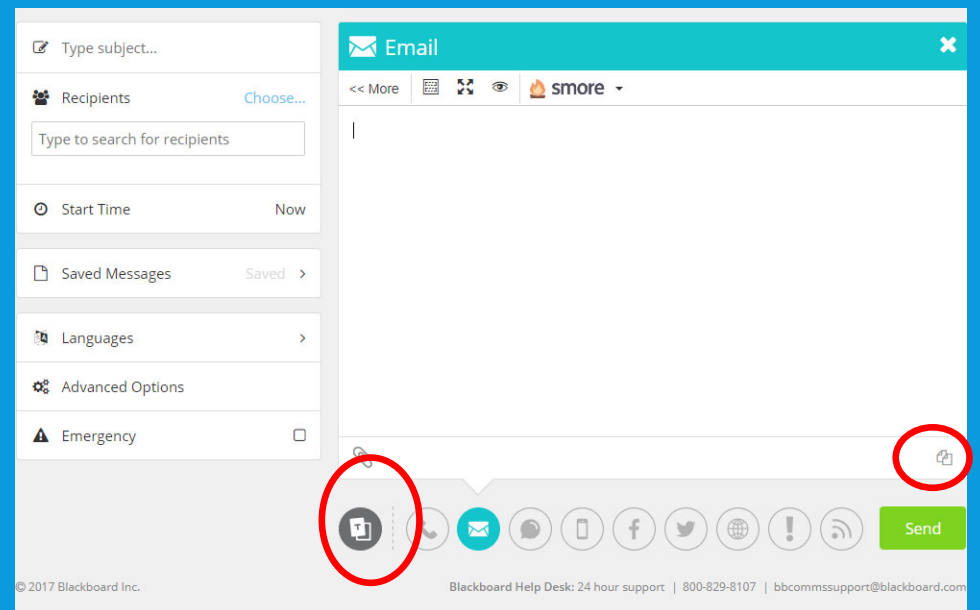 Type subject...
Recipients Choose...
Type to search for recipients
Start Time Now
Saved Messages Saved >
Languages >
Advanced Options
Emergency
Email
<< More smore
T
Send
© 2017 Blackboard Inc.
Blackboard Help Desk: 24 hour support | 800-829-8107 | bbcommssupport@blackboard.com